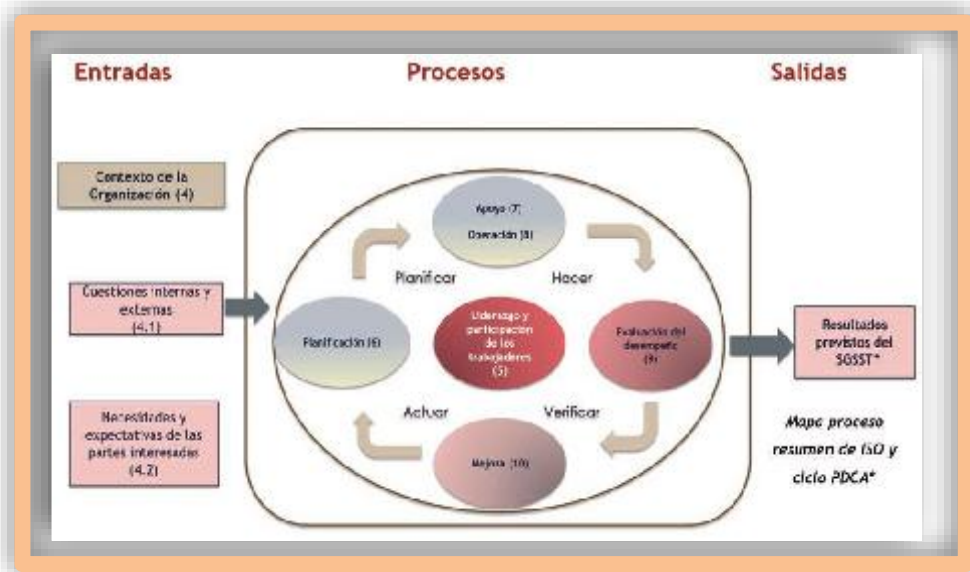 Entradas
Procesos
Salidas
Contexto de la
Organización (4)
Cuestiones internas y
externas
(4.1)
Necesidades y
expectativas de las
partes interesadas
(4.2)
Apoyo (7)
Operación (8)
Planificar
Hacer
Planificación (6)
Liderazgo y
participación
de los
trabajadores
(5)
Evaluación del
desempeño
(9)
Actuar
Verificar
Mejora (10)
Resultados
previstos del
SGSST*
Mapa proceso
resumen de ISO y
ciclo PDCA*